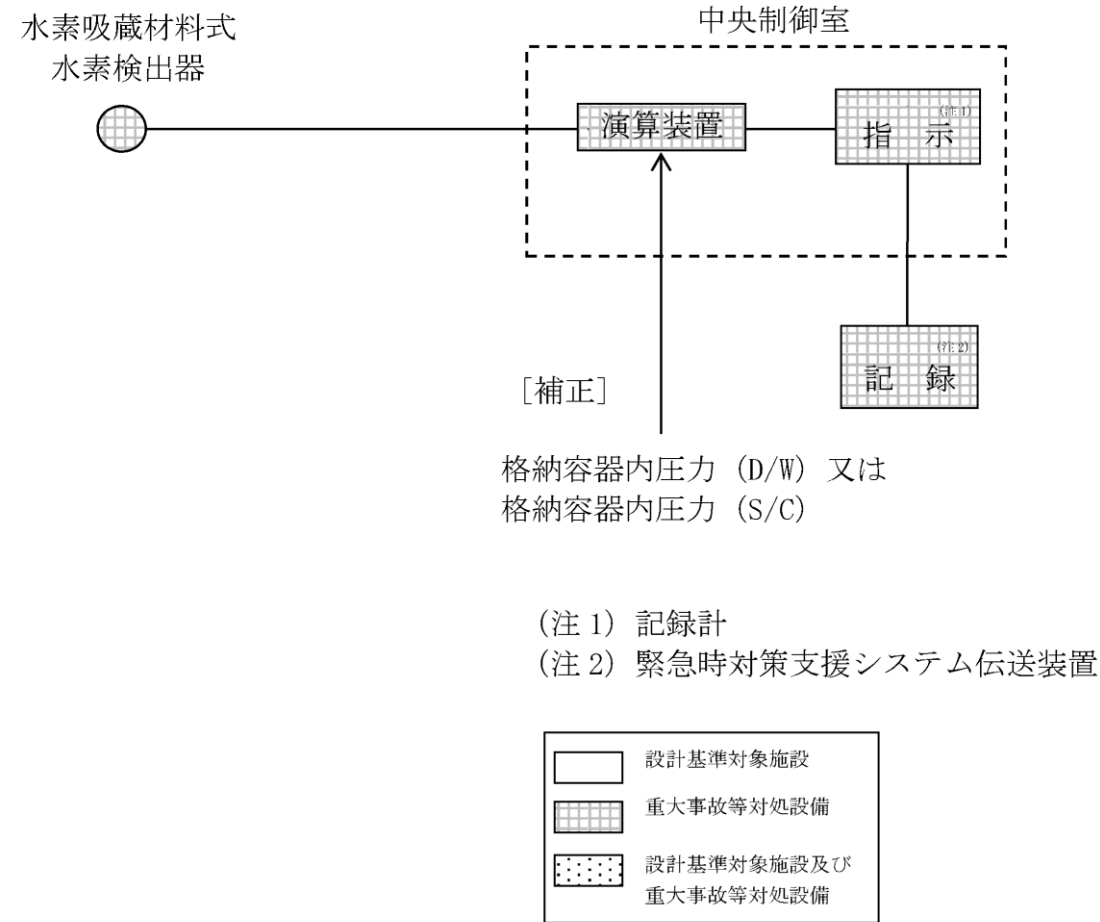 水素吸蔵材料式
水素検出器
中央制御室
演算装置
(注1)
指 示
(注2)
記 録
[補正]
格納容器内圧力 (D/W) 又は
格納容器内圧力 (S/C)
(注1) 記録計
(注2) 緊急時対策支援システム伝送装置
設計基準対象施設
重大事故等対処設備
設計基準対象施設及び
重大事故等対処設備